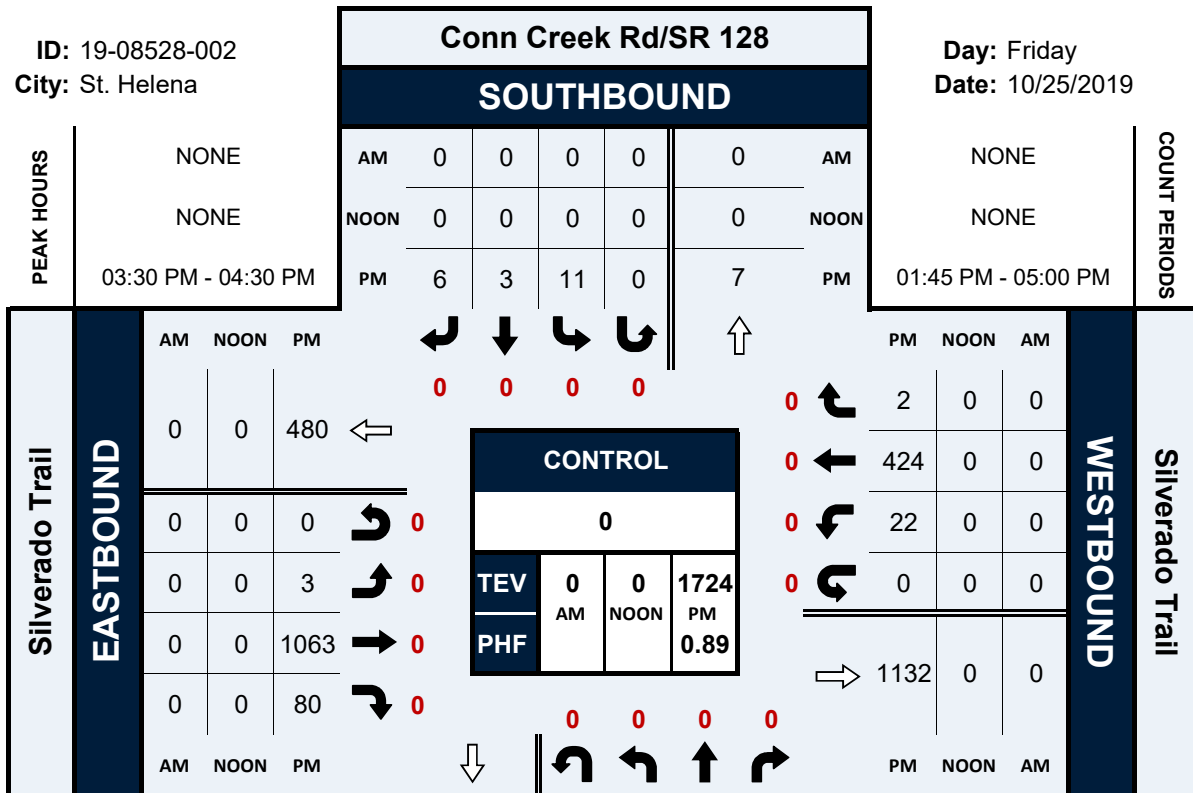 ID: 19-08528-002
City: St. Helena
Conn Creek Rd/SR 128
SOUTHBOUND
Day: Friday
Date: 10/25/2019
PEAK HOURS
NONE
NONE
03:30 PM - 04:30 PM
AM 0 0 0 0 0 AM
NOON 0 0 0 0 0 NOON
PM 6 3 11 0 7 PM
NONE
NONE
01:45 PM - 05:00 PM
COUNT PERIODS
0 0 0 0
Silverado Trail
EASTBOUND
AM NOON PM
0 0 480
0 0 0 0
0 0 3 0
0 0 1063 0
0 0 80 0
AM NOON PM
CONTROL
0
TEV 0 0 1724
AM NOON PM
PHF 0.89
PM NOON AM
0 2 0 0
0 424 0 0
0 22 0 0
0 0 0 0
1132 0 0
PM NOON AM
WESTBOUND
Silverado Trail
0 0 0 0